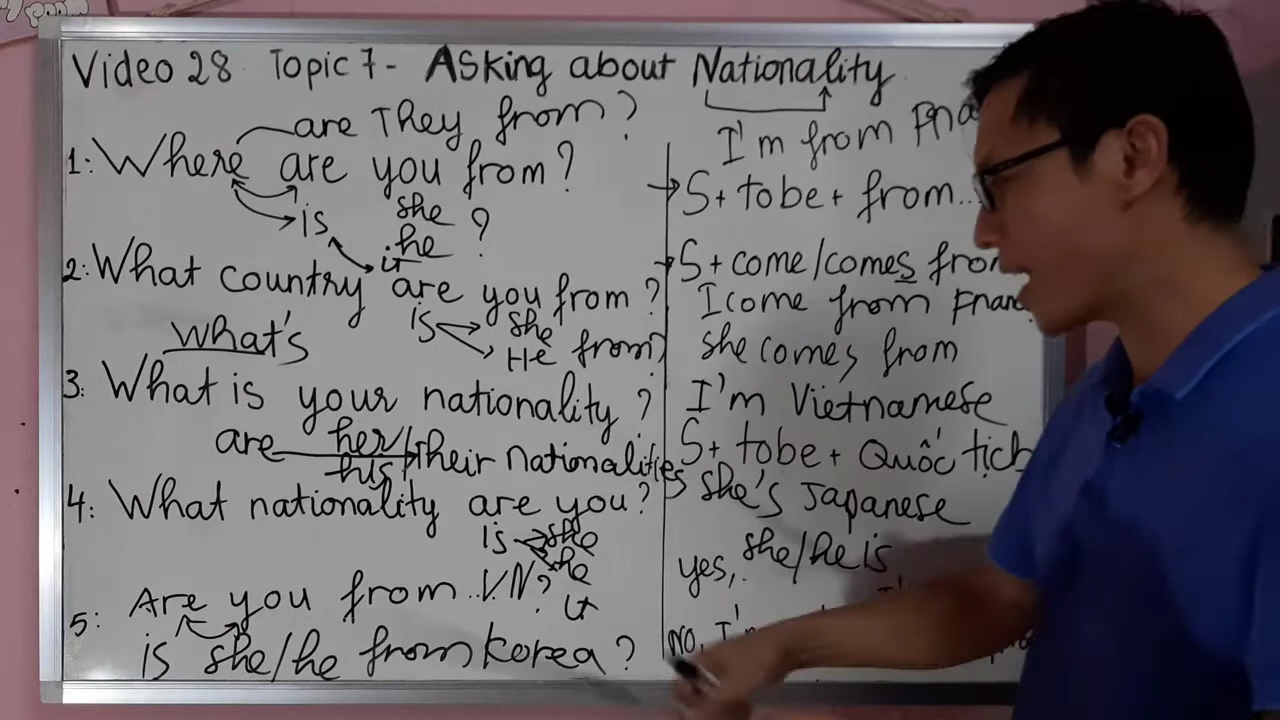 Video 28 Topic 7- Asking about Nationality
are They from?
1: Where are you from?
is she ?
he
it
2: What country are you from?
is she
He from?
What's
3: What is your nationality ?
are her/Their nationalities
his
4: What nationality are you?
is she
he
it
5: Are you from ..VN?
is she/he from Korea ?
I'm from
S+ tobe + from..
S + come/comes from
I come from
she comes from
I'm Vietnamese
S+ tobe + Quốc tịch
she's Japanese
yes, she/he is
no, I'm